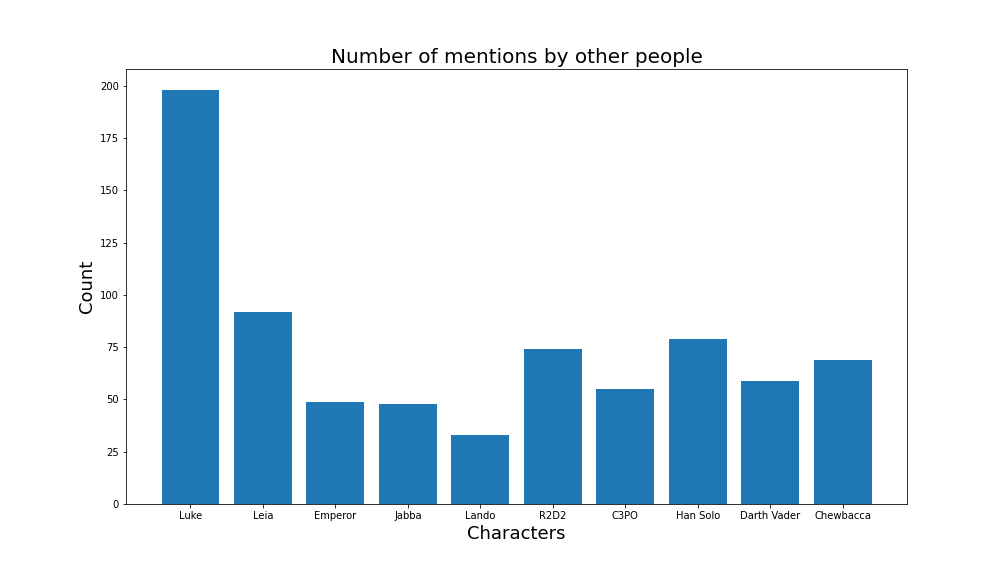 Number of mentions by other people
200
175
150
125
100
75
50
25
0
Count
Luke Leia Emperor Jabba Lando R2D2 C3PO Han Solo Darth Vader Chewbacca
Characters